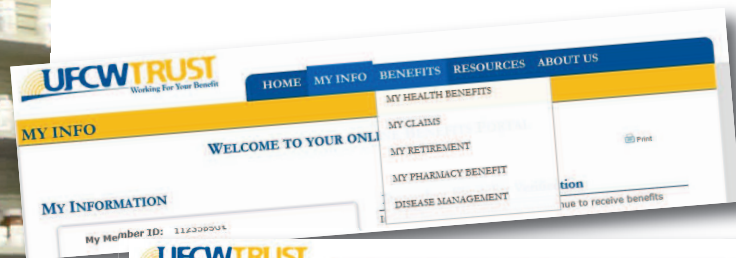 UFCWTRUST
Working For Your Benefit
HOME MY INFO BENEFITS RESOURCES ABOUT US
MY HEALTH BENEFITS
MY CLAIMS
MY RETIREMENT
MY PHARMACY BENEFIT
DISEASE MANAGEMENT
MY INFO
WELCOME TO YOUR ONLI
Print
MY INFORMATION
My Member ID:
tion
nue to receive benefits
UFCWTRUST